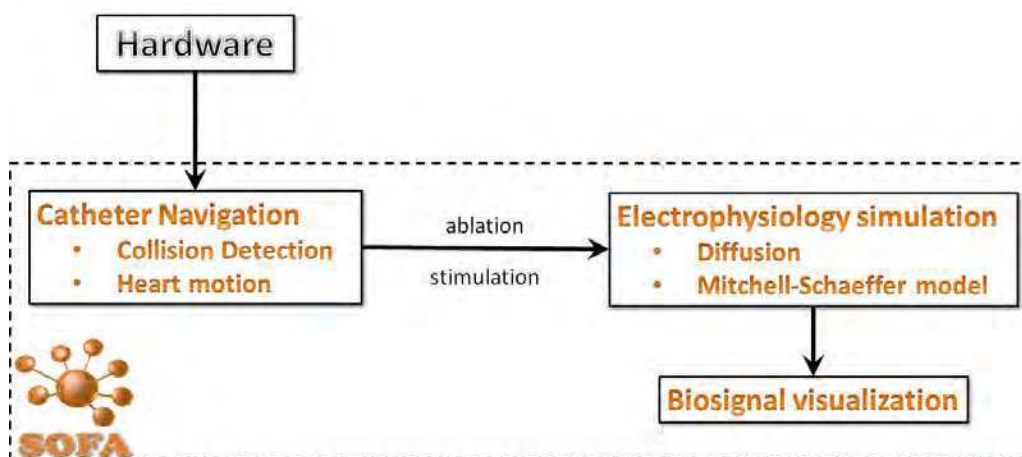 Hardware
Catheter Navigation
• Collision Detection
• Heart motion
ablation
stimulation
Electrophysiology simulation
• Diffusion
• Mitchell-Schaeffer model
Biosignal visualization
SOFA